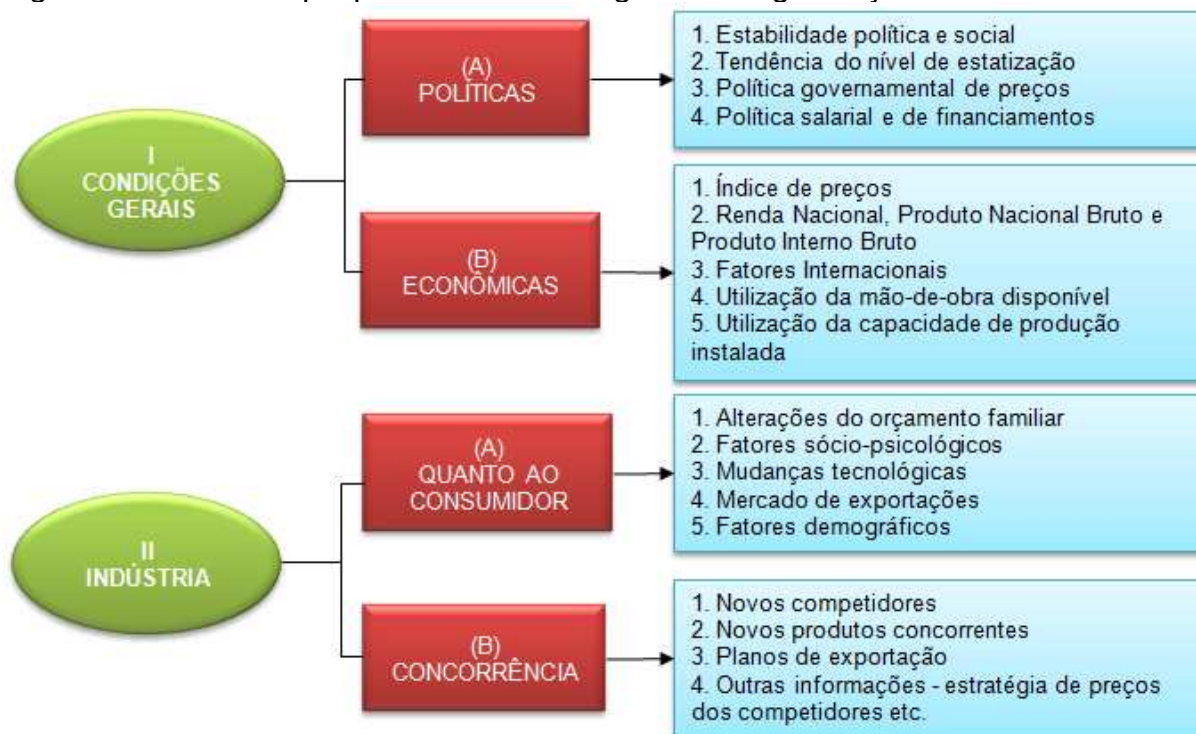 I
CONDIÇÕES
GERAIS
(A)
POLÍTICAS
1. Estabilidade política e social
2. Tendência do nível de estatização
3. Política governamental de preços
4. Política salarial e de financiamentos
(B)
ECONÔMICAS
1. Índice de preços
2. Renda Nacional, Produto Nacional Bruto e
Produto Interno Bruto
3. Fatores Internacionais
4. Utilização da mão-de-obra disponível
5. Utilização da capacidade de produção
instalada
II
INDÚSTRIA
(A)
QUANTO AO
CONSUMIDOR
1. Alterações do orçamento familiar
2. Fatores sócio-psicológicos
3. Mudanças tecnológicas
4. Mercado de exportações
5. Fatores demográficos
(B)
CONCORRÊNCIA
1. Novos competidores
2. Novos produtos concorrentes
3. Planos de exportação
4. Outras informações - estratégia de preços
dos competidores etc.